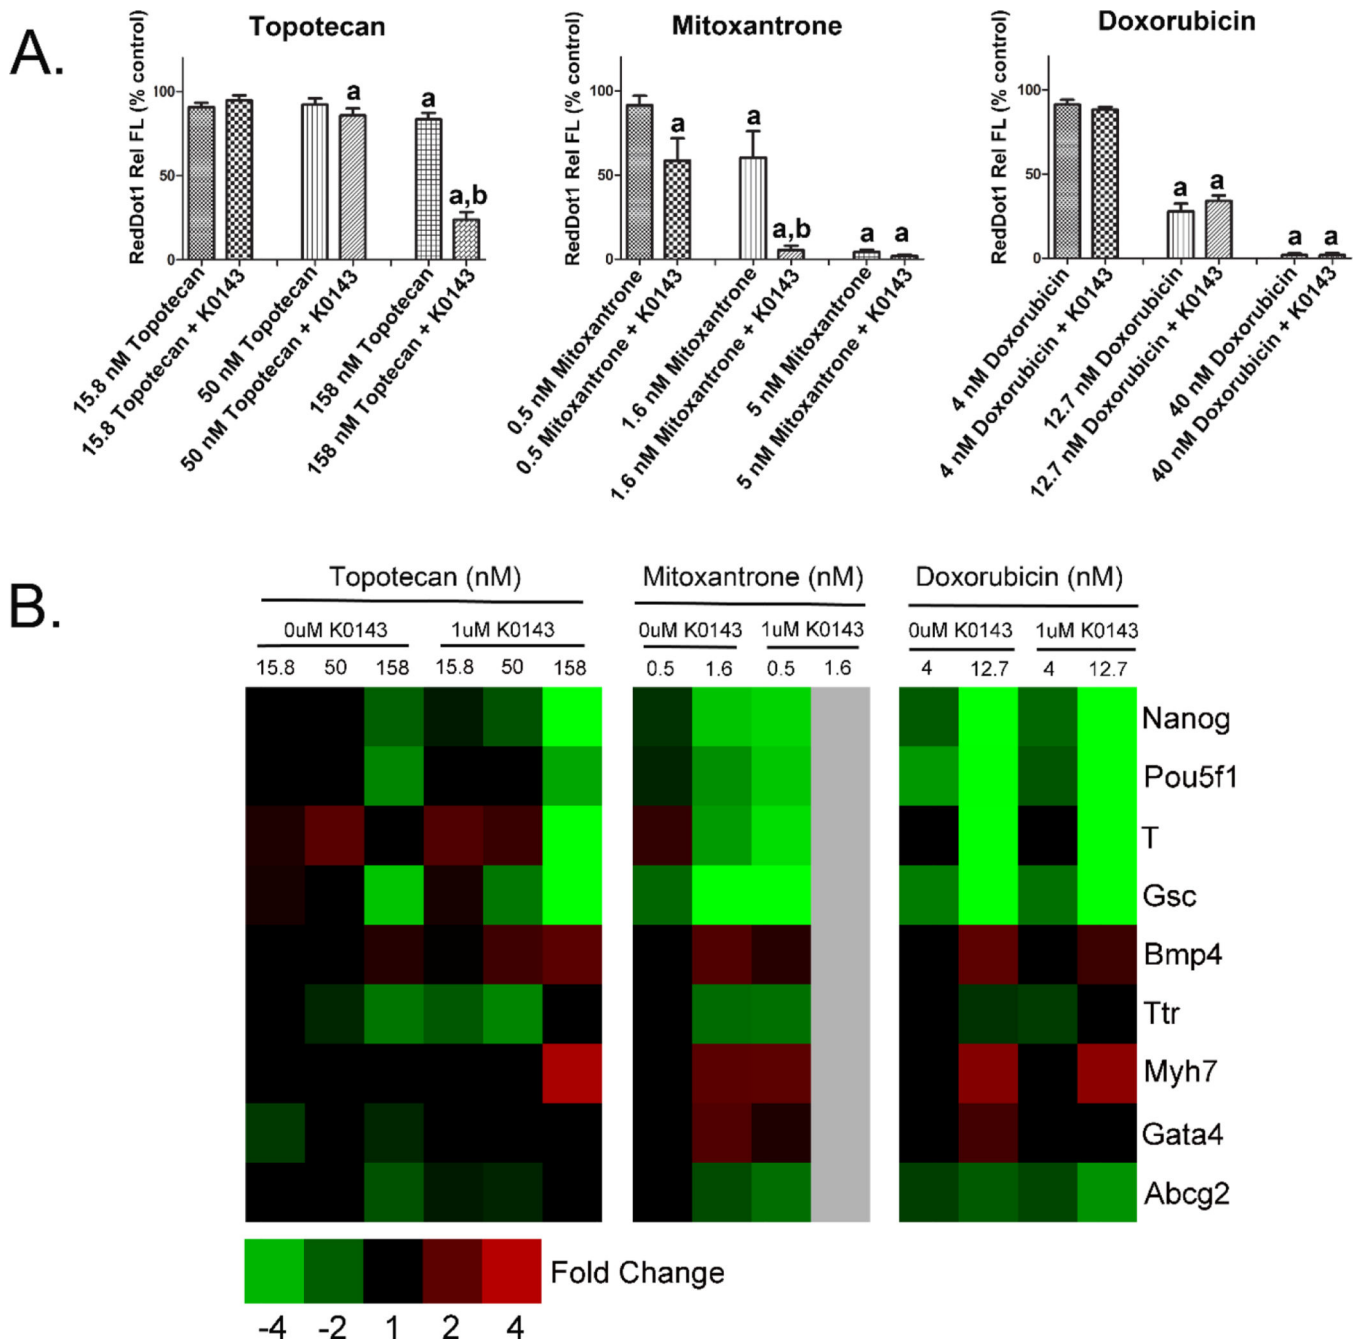 A.
Topotecan
Mitoxantrone
Doxorubicin
RedDot1 Rel FL (% control)
100
50
0
a
a
a,b
15.8 nM Topotecan
15.8 Topotecan + K0143
50 nM Topotecan
50 nM Topotecan + K0143
158 nM Topotecan
158 nM Toptecan + K0143
RedDot1 Rel FL (% control)
100
50
0
a
a
a,b
a
a
0.5 nM Mitoxantrone
0.5 Mitoxantrone + K0143
1.6 nM Mitoxantrone
1.6 nM Mitoxantrone + K0143
5 nM Mitoxantrone
5 nM Mitoxantrone + K0143
RedDot1 Rel FL (% control)
100
50
0
a
a
a
a
4 nM Doxorubicin
4 nM Doxorubicin + K0143
12.7 nM Doxorubicin
12.7 nM Doxorubicin + K0143
40 nM Doxorubicin
40 nM Doxorubicin + K0143
B.
Topotecan (nM)
Mitoxantrone (nM)
Doxorubicin (nM)
0uM K0143 1uM K0143
0uM K0143 1uM K0143
0uM K0143 1uM K0143
15.8 50 158 15.8 50 158
0.5 1.6 0.5 1.6
4 12.7 4 12.7
Nanog
Pou5f1
T
Gsc
Bmp4
Ttr
Myh7
Gata4
Abcg2
Fold Change
-4 -2 1 2 4